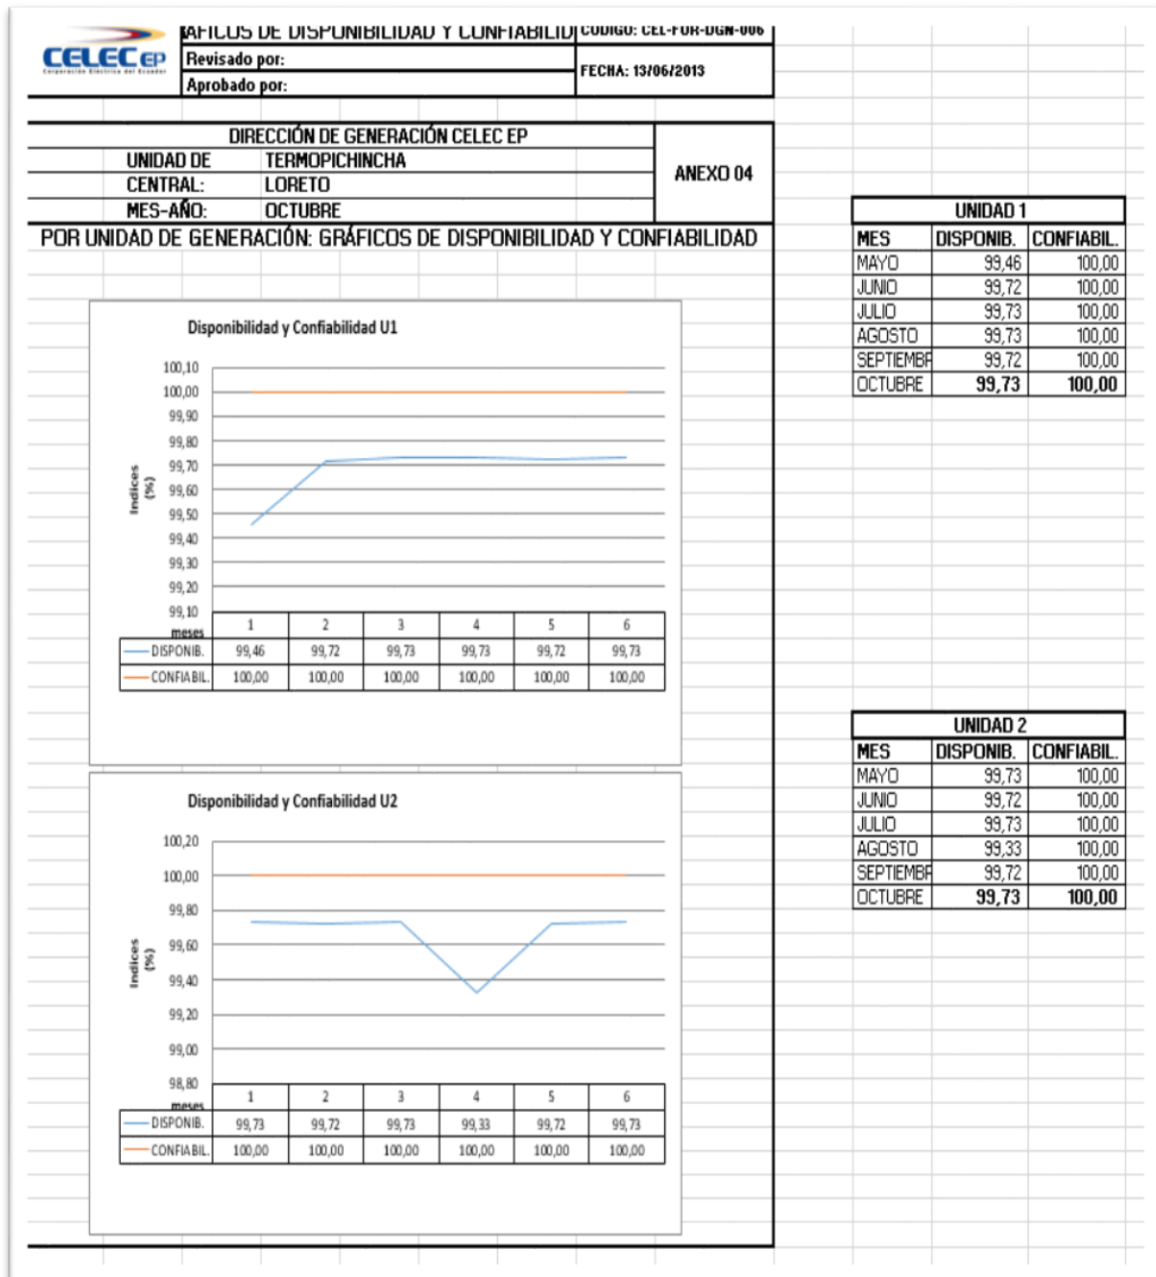 CELEC EP
Corporación Eléctrica del Ecuador
GRÁFICOS DE DISPONIBILIDAD Y CONFIABILID
CÓDIGO: CEL-FOR-DGN-006
Revisado por:
FECHA: 13/06/2013
Aprobado por:
DIRECCIÓN DE GENERACIÓN CELEC EP
UNIDAD DE TERMOPICHINCHA
CENTRAL: LORETO
MES-AÑO: OCTUBRE
ANEXO 04
POR UNIDAD DE GENERACIÓN: GRÁFICOS DE DISPONIBILIDAD Y CONFIABILIDAD
UNIDAD 1
MES DISPONIB. CONFIABIL.
MAYO 99,46 100,00
JUNIO 99,72 100,00
JULIO 99,73 100,00
AGOSTO 99,73 100,00
SEPTIEMBR 99,72 100,00
OCTUBRE 99,73 100,00
Disponibilidad y Confiabilidad U1
100,10
100,00
99,90
99,80
99,70
99,60
99,50
99,40
99,30
99,20
99,10
Indices
(%)
meses 1 2 3 4 5 6
DISPONIB. 99,46 99,72 99,73 99,73 99,72 99,73
CONFIABIL. 100,00 100,00 100,00 100,00 100,00 100,00
UNIDAD 2
MES DISPONIB. CONFIABIL.
MAYO 99,73 100,00
JUNIO 99,72 100,00
JULIO 99,73 100,00
AGOSTO 99,33 100,00
SEPTIEMBR 99,72 100,00
OCTUBRE 99,73 100,00
Disponibilidad y Confiabilidad U2
100,20
100,00
99,80
99,60
99,40
99,20
99,00
98,80
Indices
(%)
meses 1 2 3 4 5 6
DISPONIB. 99,73 99,72 99,73 99,33 99,72 99,73
CONFIABIL. 100,00 100,00 100,00 100,00 100,00 100,00